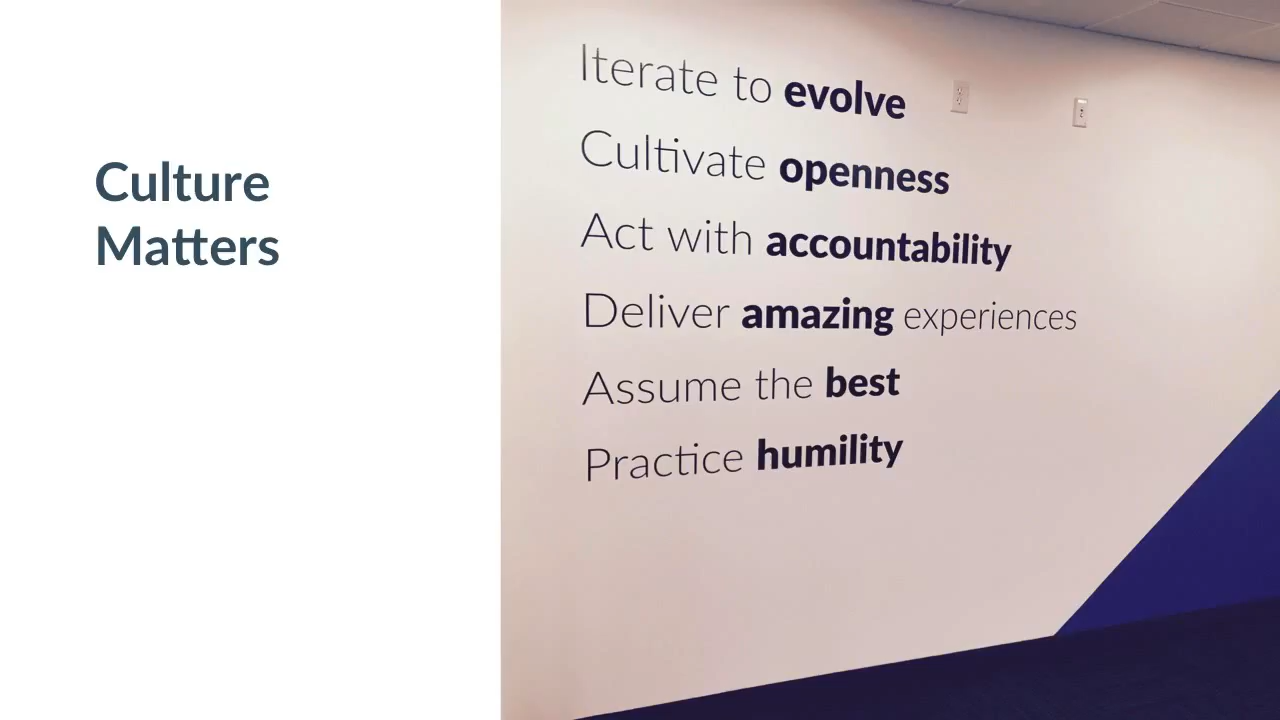 Culture
Matters
Iterate to evolve
Cultivate openness
Act with accountability
Deliver amazing experiences
Assume the best
Practice humility